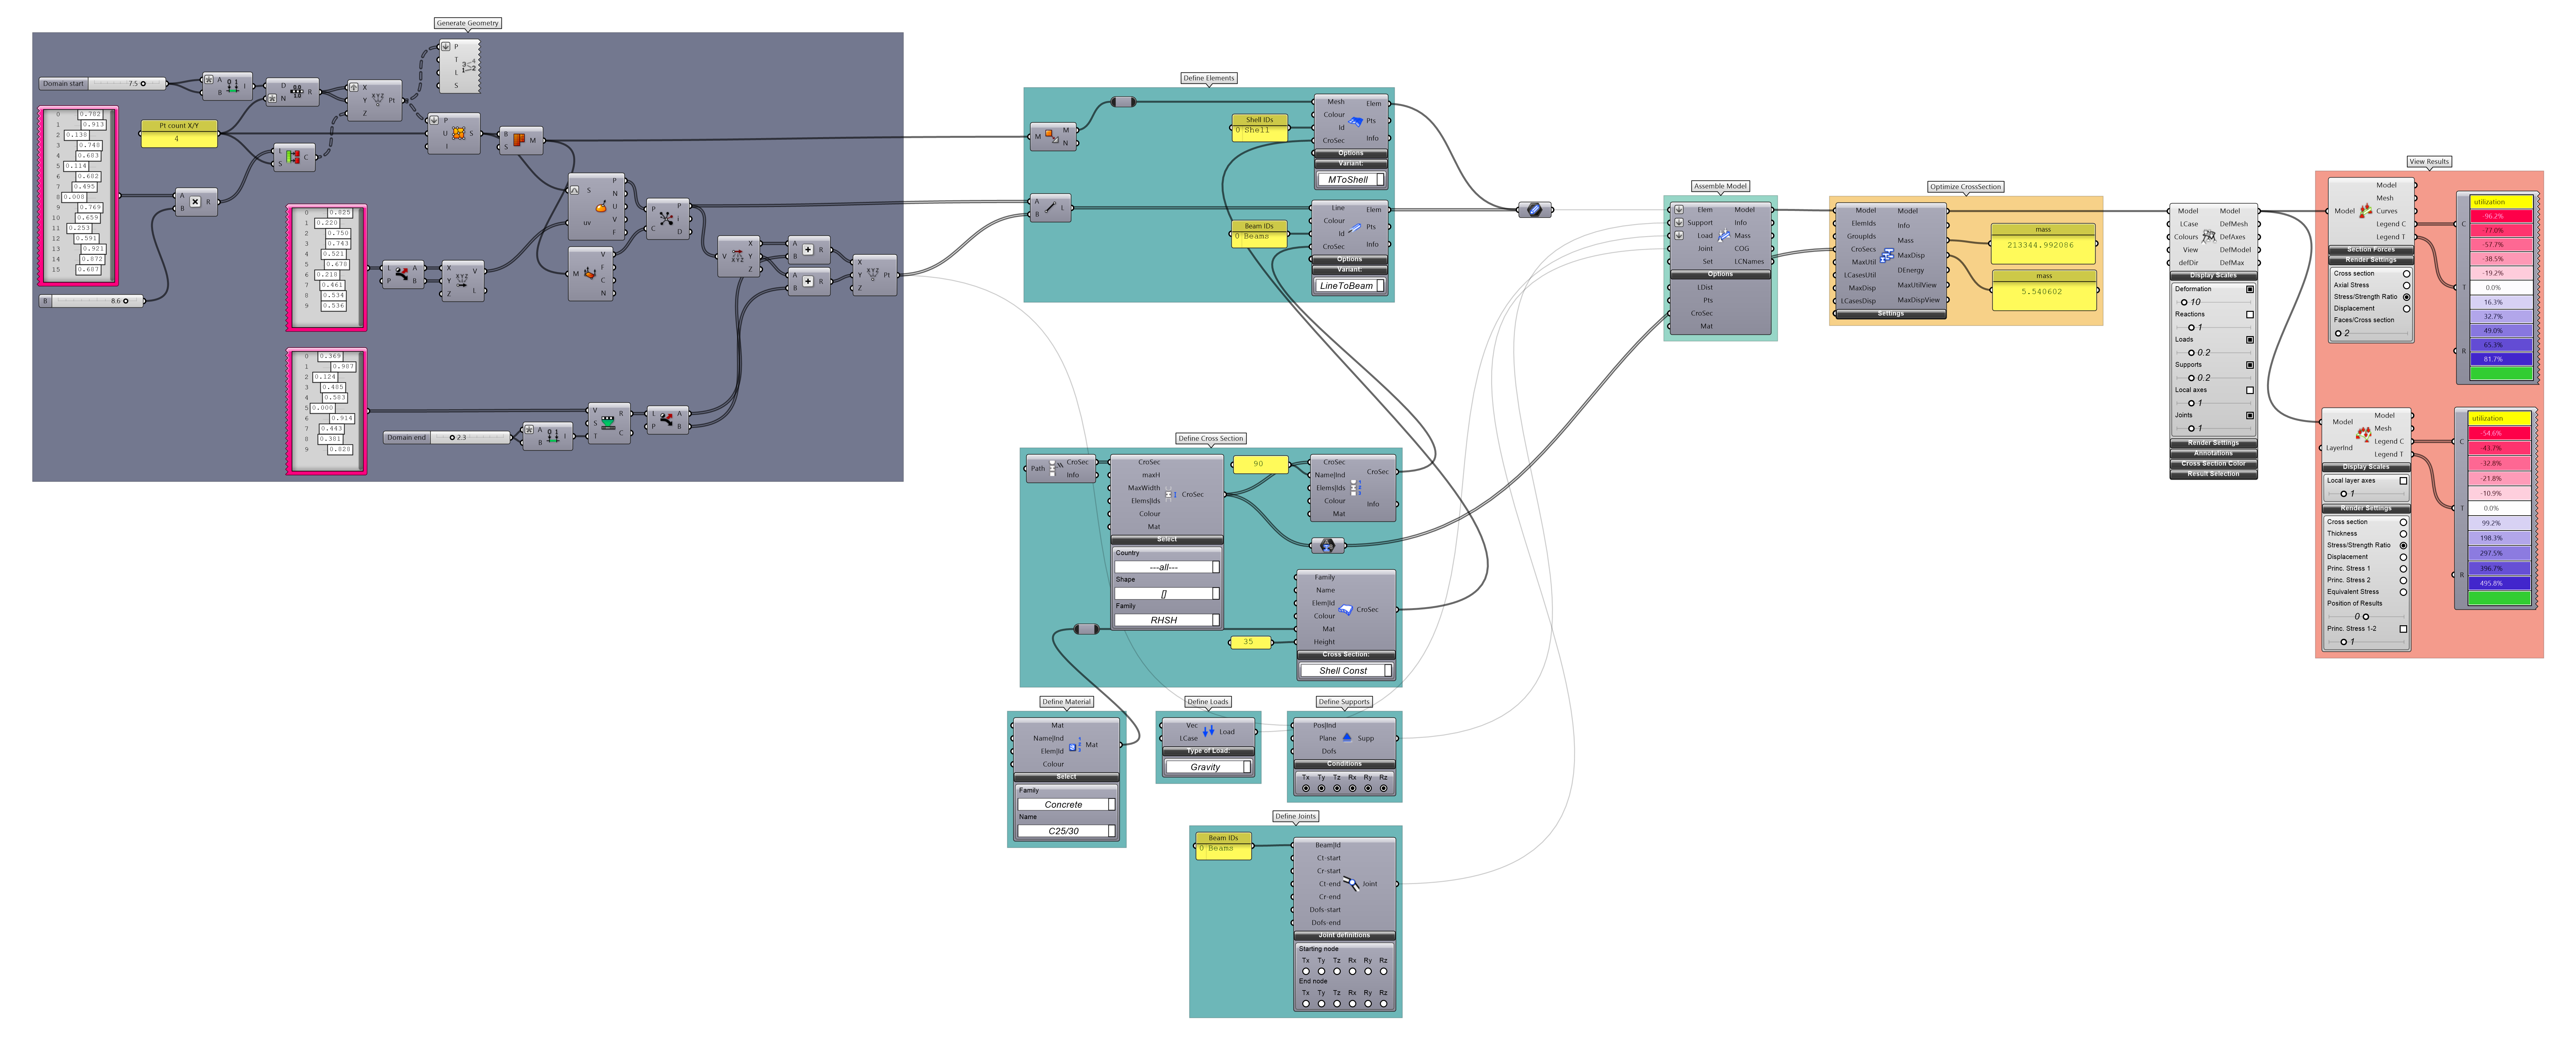 Generate Geometry
P
T
L
S
Domain start 7.5
A
B
I
D
N
R
X
Y
Z
Pt
0 0.782
1 0.913
2 0.138
3 0.748
4 0.683
5 0.114
6 0.602
7 0.495
8 0.008
9 0.769
10 0.659
11 0.253
12 0.591
13 0.921
14 0.872
15 0.687
Pt count X/Y
4
L
S
C
P
U
I
S
B
S
M
A
B
R
B 8.6
0 0.825
1 0.220
2 0.750
3 0.743
4 0.521
5 0.678
6 0.218
7 0.461
8 0.534
9 0.536
L
P
A
B
X
Y
Z
V
L
S
uv
P
N
U
V
F
M
V
F
C
N
P
C
P
i
D
V
X
Y
Z
A
B
R
A
B
R
X
Y
Z
Pt
0 0.369
1 0.987
2 0.124
3 0.485
4 0.583
5 0.000
6 0.914
7 0.443
8 0.381
9 0.828
Domain end 2.3
A
B
I
V
S
T
R
C
L
P
A
B
Define Elements
M
M
N
Shell IDs
0 Shell
Mesh
Colour
Id
CroSec
Elem
Pts
Info
Options
Variant:
MToShell
A
B
L
Beam IDs
0 Beams
Line
Colour
Id
CroSec
Elem
Pts
Info
Options
Variant:
LineToBeam
Define Cross Section
Path
CroSec
Info
CroSec
maxH
MaxWidth
Elems|Ids
Colour
Mat
CroSec
Select
Country
---all---
Shape
[]
Family
RHSH
90
CroSec
Name|Ind
Elems|Ids
Colour
Mat
CroSec
Info
Family
Name
Elem|Id
Colour
Mat
Height
CroSec
35
Cross Section:
Shell Const
Define Material
Mat
Name|Ind
Elem|Id
Colour
Mat
Select
Family
Concrete
Name
C25/30
Define Loads
Vec
LCase
Load
Type of Load:
Gravity
Define Supports
Pos|Ind
Plane
Dofs
Supp
Conditions
Tx Ty Tz Rx Ry Rz
Define Joints
Beam IDs
0 Beams
Beam|Id
Ct-start
Cr-start
Ct-end
Cr-end
Dofs-start
Dofs-end
Joint
Joint definitions
Starting node
Tx Ty Tz Rx Ry Rz
End node
Tx Ty Tz Rx Ry Rz
Assemble Model
Elem
Support
Load
Joint
Set
Model
Info
Mass
COG
LCNames
Options
LDist
Pts
CroSec
Mat
Optimize CrossSection
Model
ElemIds
GroupIds
CroSecs
MaxUtil
LCasesUtil
MaxDisp
LCasesDisp
Model
Info
Mass
MaxDisp
DEnergy
MaxUtilView
MaxDispView
Settings
mass
213344.992086
mass
5.540602
Model
LCase
Colours
View
defDir
Model
DefMesh
DefAxes
DefModel
DefMax
Display Scales
Deformation
10
Reactions
1
Loads
0.2
Supports
0.2
Local axes
1
Joints
1
Render Settings
Annotations
Cross Section Color
Result Selection
View Results
Model
Model
Mesh
Curves
Legend C
Legend T
Section Forces
Render Settings
Cross section
Axial Stress
Stress/Strength Ratio
Displacement
Faces/Cross section
2
C
T
R
utilization
-96.2%
-77.0%
-57.7%
-38.5%
-19.2%
0.0%
16.3%
32.7%
49.0%
65.3%
81.7%
Model
LayerInd
Model
Mesh
Legend C
Legend T
Display Scales
Local layer axes
1
Render Settings
Cross section
Thickness
Stress/Strength Ratio
Displacement
Princ. Stress 1
Princ. Stress 2
Equivalent Stress
Position of Results
0
Princ. Stress 1-2
1
C
T
R
utilization
-54.6%
-43.7%
-32.8%
-21.8%
-10.9%
0.0%
99.2%
198.3%
297.5%
396.7%
495.8%